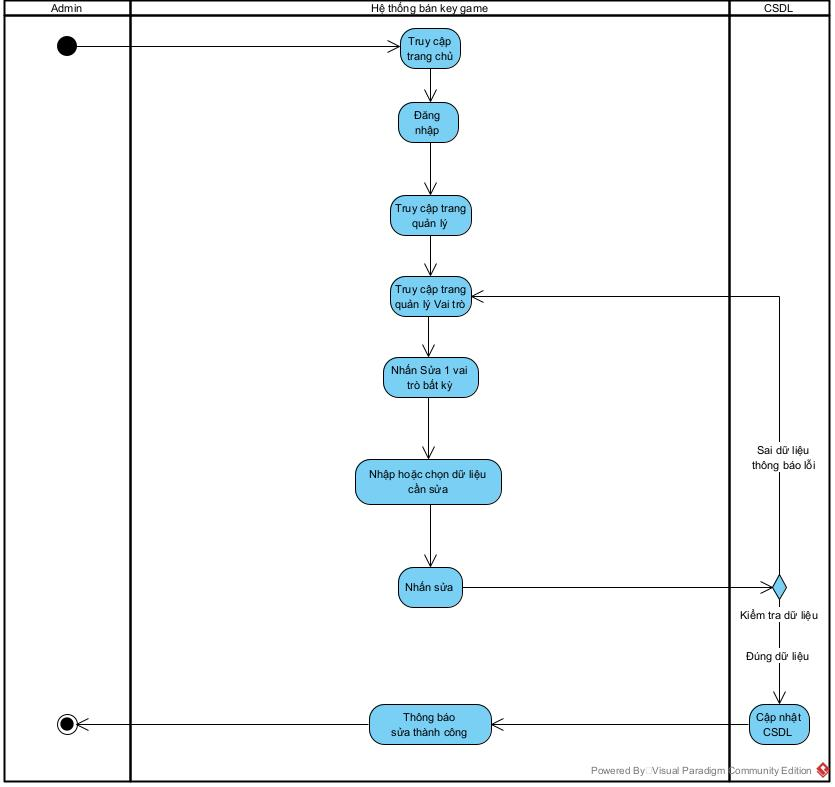 Admin
Hệ thống bán key game
CSDL
Truy cập
trang chủ
Đăng
nhập
Truy cập trang
quản lý
Truy cập trang
quản lý Vai trò
Nhấn Sửa 1 vai
trò bất kỳ
Sai dữ liệu
thông báo lỗi
Nhập hoặc chọn dữ liệu
cần sửa
Nhấn sửa
Kiểm tra dữ liệu
Đúng dữ liệu
Thông báo
sửa thành công
Cập nhật
CSDL
Powered By Visual Paradigm Community Edition